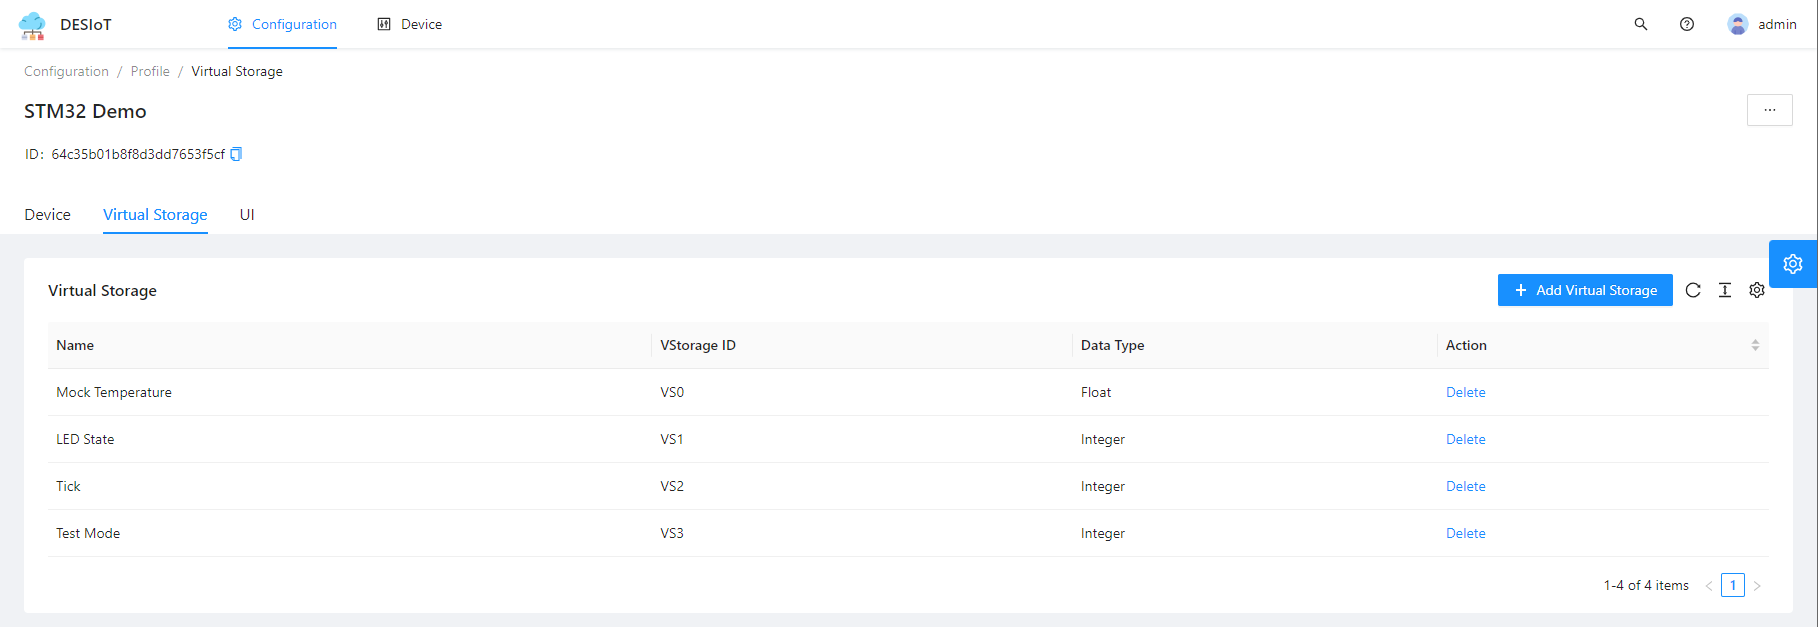 DESIoT Configuration Device admin
Configuration / Profile / Virtual Storage
STM32 Demo
...
ID: 64c35b01b8f8d3dd7653f5cf
Device Virtual Storage UI
Virtual Storage + Add Virtual Storage
Name VStorage ID Data Type Action
Mock Temperature VS0 Float Delete
LED State VS1 Integer Delete
Tick VS2 Integer Delete
Test Mode VS3 Integer Delete
1-4 of 4 items < 1 >